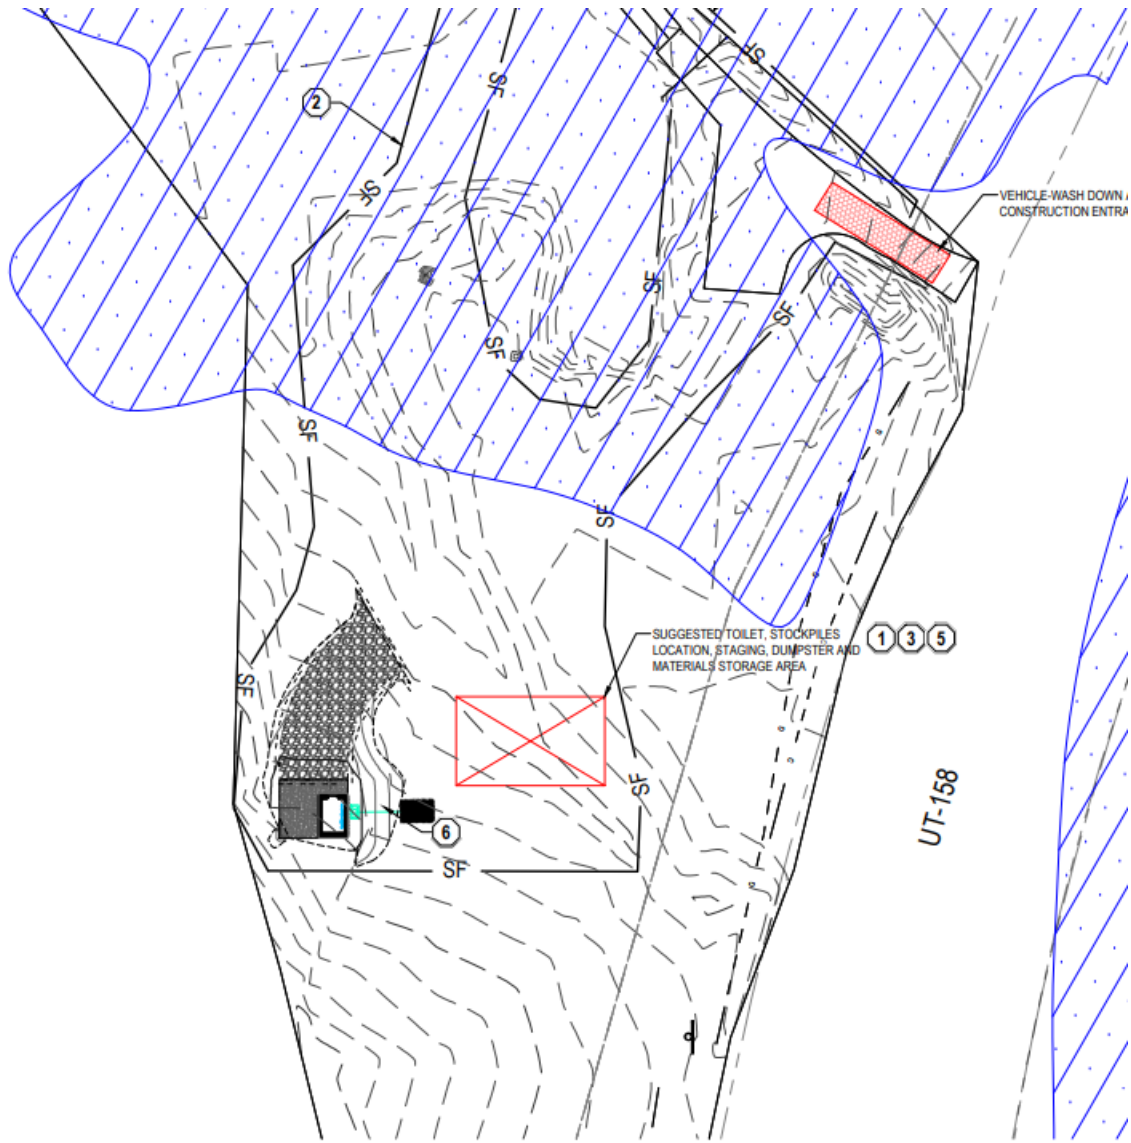 SF
SF
2
SF
VEHICLE-WASH DOWN
CONSTRUCTION ENTRA
SF
SF
SF
SF
SF
SUGGESTED TOILET, STOCKPILES
LOCATION, STAGING, DUMPSTER AND
MATERIALS STORAGE AREA
1 3 5
SF
SF
UT-158
6
SF